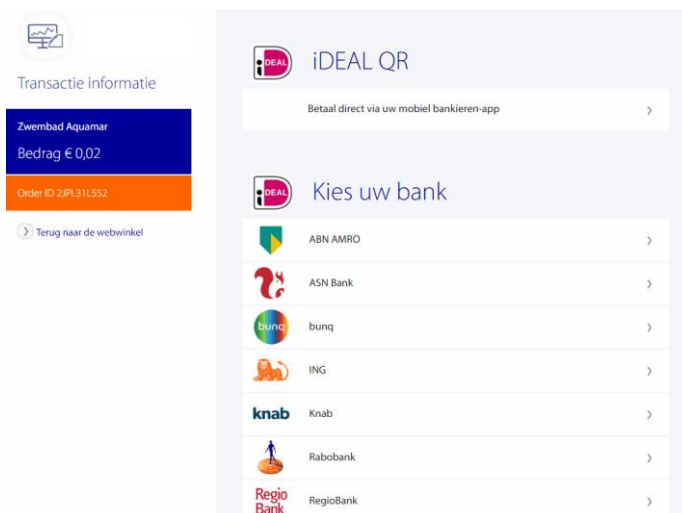 Transactie informatie
Zwembad Aquamar
Bedrag € 0,02
Order ID 2JPL31L552
Terug naar de webwinkel
iDEAL
iDEAL QR
Betaal direct via uw mobiel bankieren-app
iDEAL
Kies uw bank
ABN AMRO
ASN Bank
bunq
bunq
ING
knab
Knab
Rabobank
Regio
Bank
RegioBank